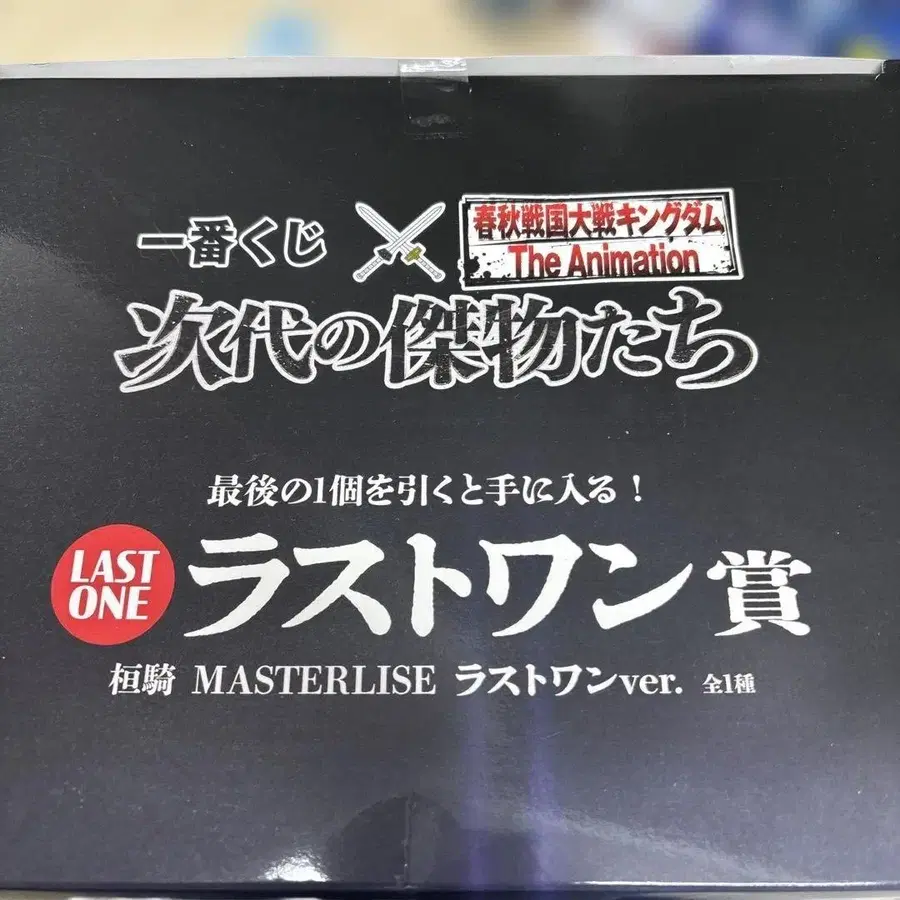 一番くじ
春秋戦国大戦キングダム
The Animation
次代の傑物たち
最後の1個を引くと手に入る！
LAST
ONE
ラストワン賞
桓騎 MASTERLISE ラストワンver. 全1種